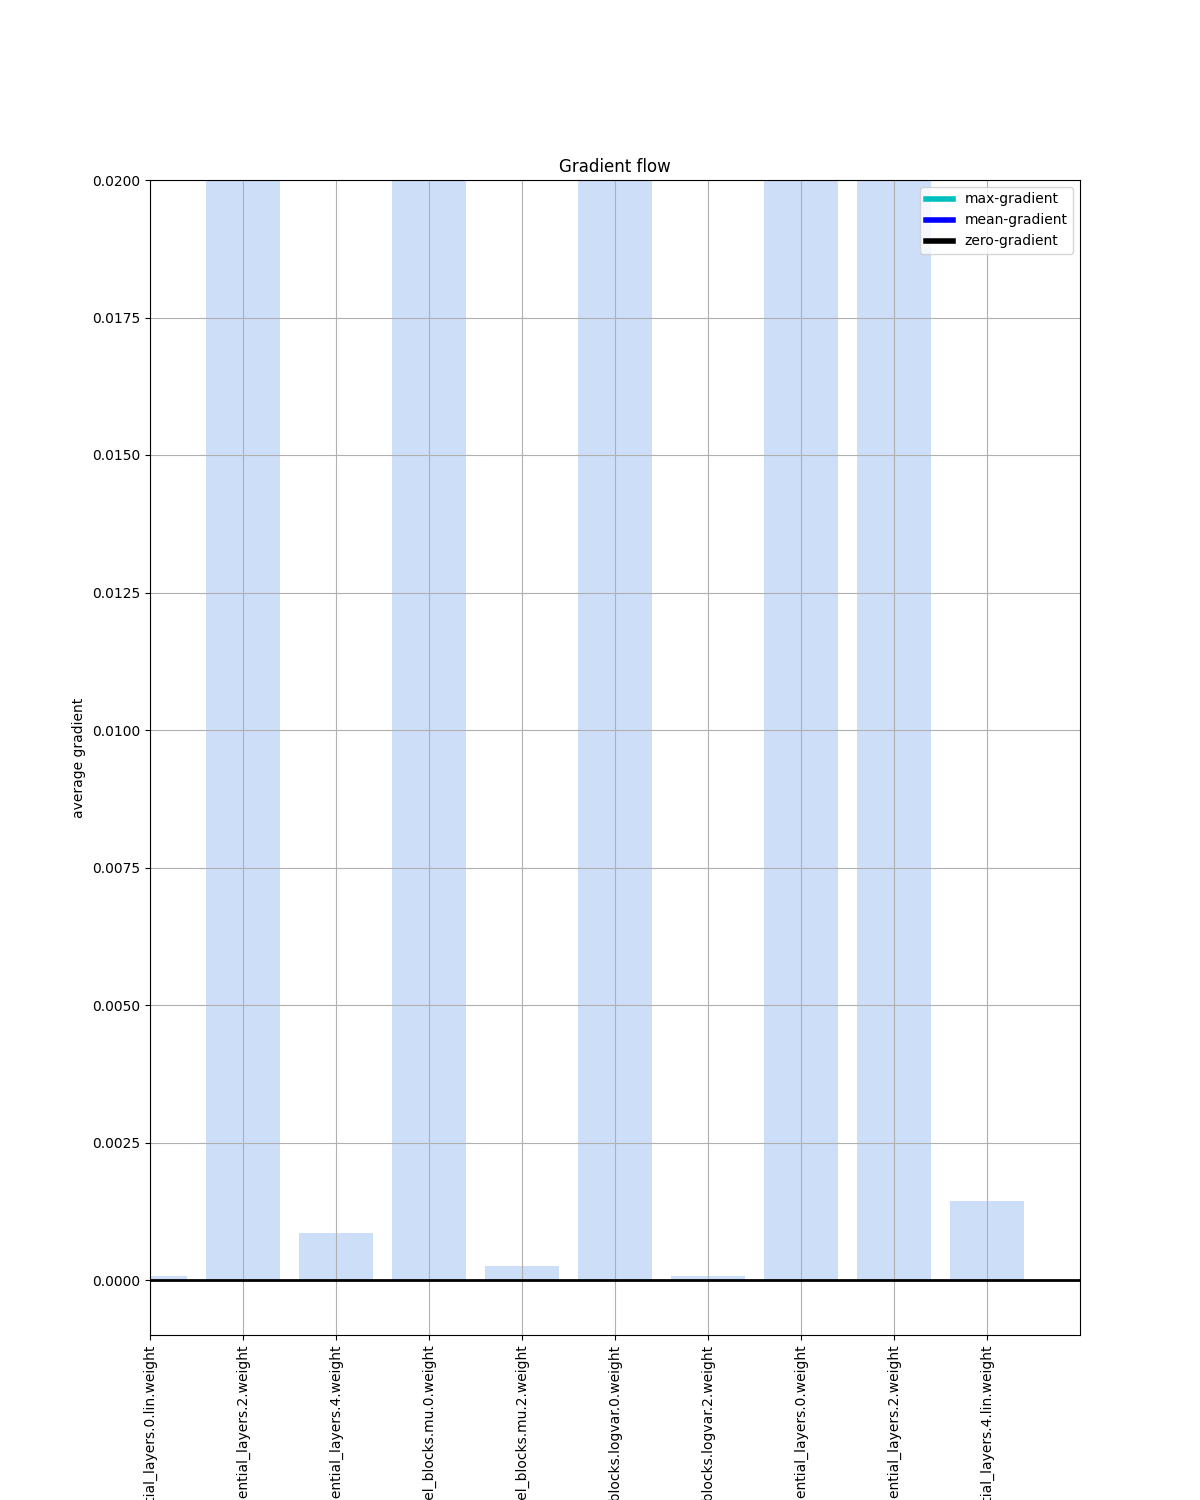 Gradient flow
max-gradient
mean-gradient
zero-gradient
0.0200
0.0175
0.0150
0.0125
0.0100
0.0075
0.0050
0.0025
0.0000
average gradient
tial_layers.0.lin.weight
ential_layers.2.weight
ential_layers.4.weight
el_blocks.mu.0.weight
el_blocks.mu.2.weight
blocks.logvar.0.weight
blocks.logvar.2.weight
ential_layers.0.weight
ential_layers.2.weight
tial_layers.4.lin.weight